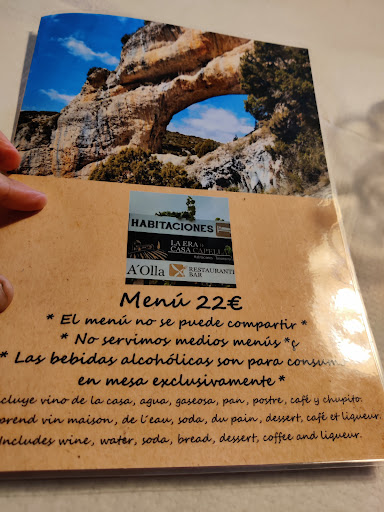 HABITACIONES
LA ERA DE
CASA CAPELL
A'Olla RESTAURANTE
BAR
Menú 22€
* El menú no se puede compartir *
* No servimos medios menús *
* Las bebidas alcohólicas son para consum
en mesa exclusivamente *
cluye vino de la casa, agua, gaseosa, pan, postre, café y chupito.
prend vin maison, de l'eau, soda, du pain, dessert, café et liqueur.
Includes wine, water, soda, bread, dessert, coffee and liqueur.